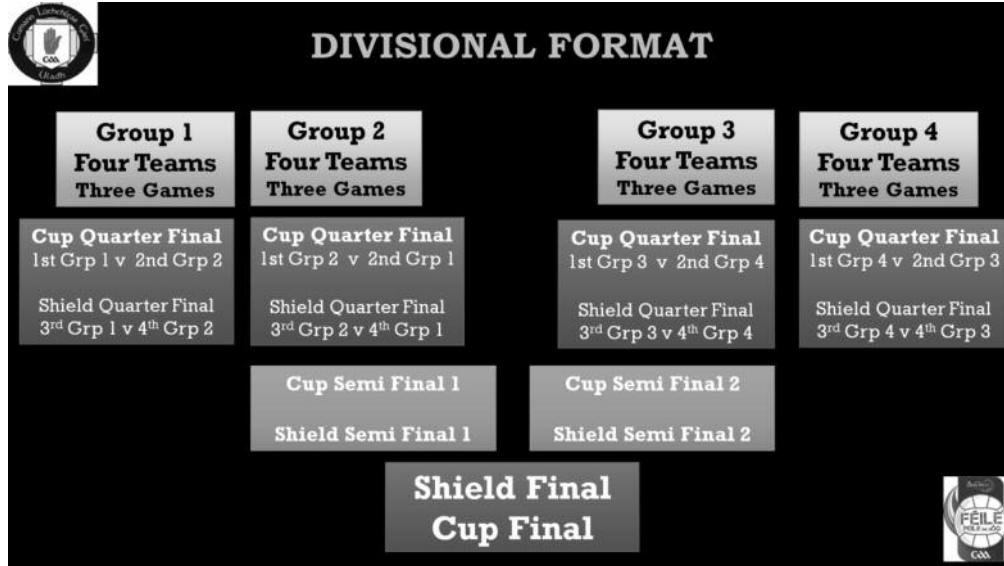 DIVISIONAL FORMAT
Group 1
Four Teams
Three Games
Group 2
Four Teams
Three Games
Group 3
Four Teams
Three Games
Group 4
Four Teams
Three Games
Cup Quarter Final
1st Grp 1 v 2nd Grp 2
Shield Quarter Final
3rd Grp 1 v 4th Grp 2
Cup Quarter Final
1st Grp 2 v 2nd Grp 1
Shield Quarter Final
3rd Grp 2 v 4th Grp 1
Cup Quarter Final
1st Grp 3 v 2nd Grp 4
Shield Quarter Final
3rd Grp 3 v 4th Grp 4
Cup Quarter Final
1st Grp 4 v 2nd Grp 3
Shield Quarter Final
3rd Grp 4 v 4th Grp 3
Cup Semi Final 1
Shield Semi Final 1
Cup Semi Final 2
Shield Semi Final 2
Shield Final
Cup Final
GAA
Uladh
FÉILE
GAA